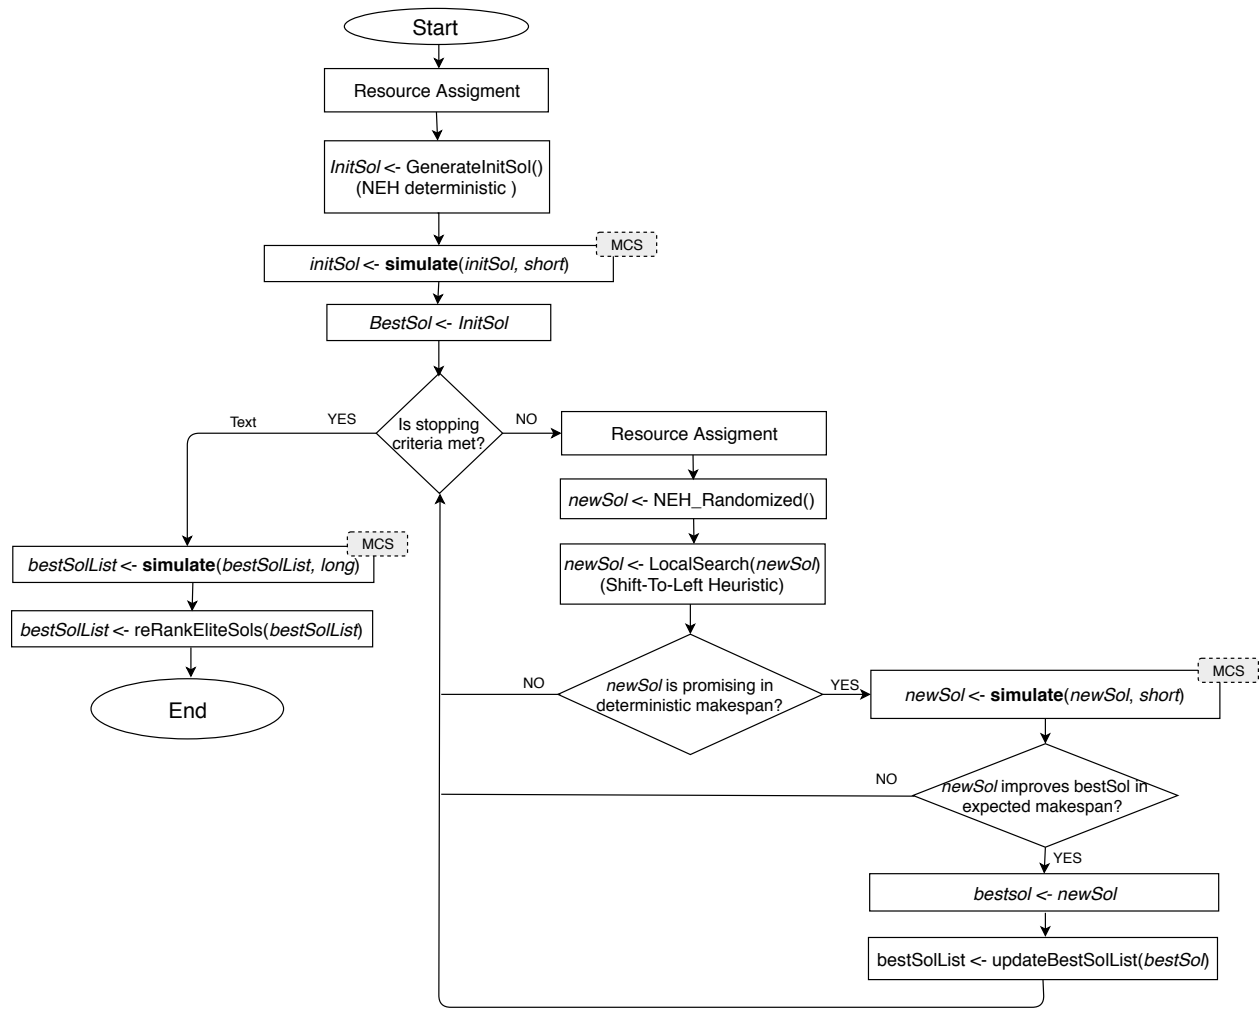 Start
Resource Assigment
InitSol <- GenerateInitSol()
(NEH deterministic )
MCS
initSol <- simulate(initSol, short)
BestSol <- InitSol
Is stopping
criteria met?
YES
Text
NO
Resource Assigment
newSol <- NEH_Randomized()
newSol <- LocalSearch(newSol)
(Shift-To-Left Heuristic)
MCS
bestSolList <- simulate(bestSolList, long)
bestSolList <- reRankEliteSols(bestSolList)
End
newSol is promising in
deterministic makespan?
NO
YES
MCS
newSol <- simulate(newSol, short)
newSol improves bestSol in
expected makespan?
NO
YES
bestsol <- newSol
bestSolList <- updateBestSolList(bestSol)